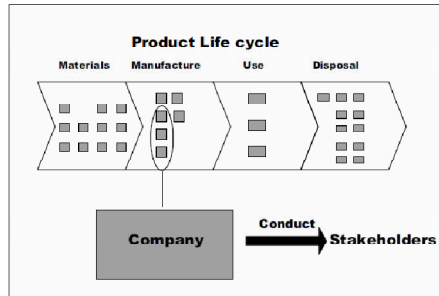 Product Life cycle
Materials Manufacture Use Disposal
Conduct
Company Stakeholders